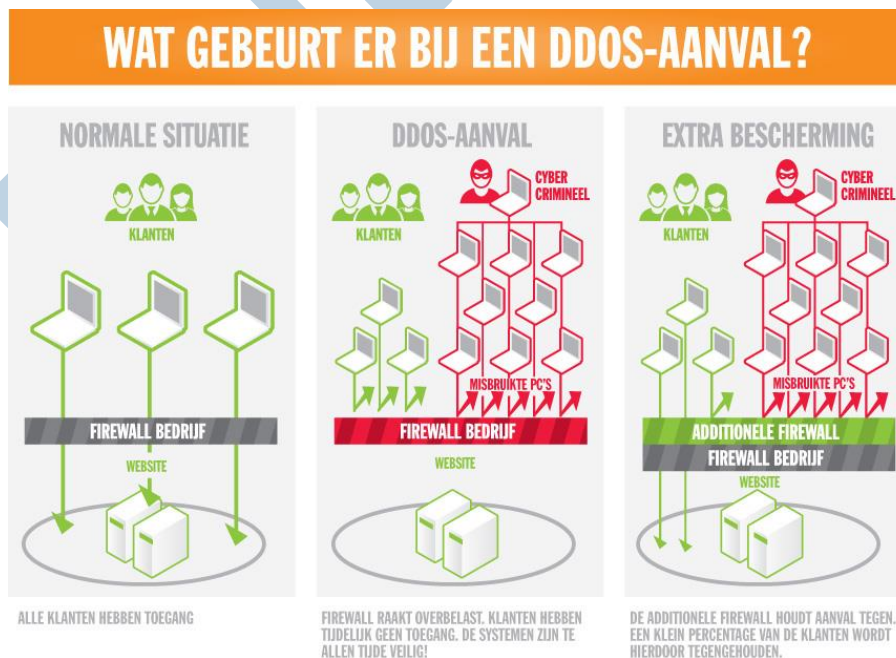 WAT GEBEURT ER BIJ EEN DDOS-AANVAL?
NORMALE SITUATIE
KLANTEN
FIREWALL BEDRIJF
WEBSITE
ALLE KLANTEN HEBBEN TOEGANG
DDOS-AANVAL
CYBER
CRIMINEEL
KLANTEN
MISBRUIKTE PC'S
FIREWALL BEDRIJF
WEBSITE
FIREWALL RAAKT OVERBELAST. KLANTEN HEBBEN
TIJDELIJK GEEN TOEGANG. DE SYSTEMEN ZIJN TE
ALLEN TIJDE VEILIG!
EXTRA BESCHERMING
CYBER
CRIMINEEL
KLANTEN
MISBRUIKTE PC'S
ADDITIONELE FIREWALL
FIREWALL BEDRIJF
WEBSITE
DE ADDITIONELE FIREWALL HOUDT AANVAL TEGEN.
EEN KLEIN PERCENTAGE VAN DE KLANTEN WORDT
HIERDOOR TEGENGEHOUDEN.